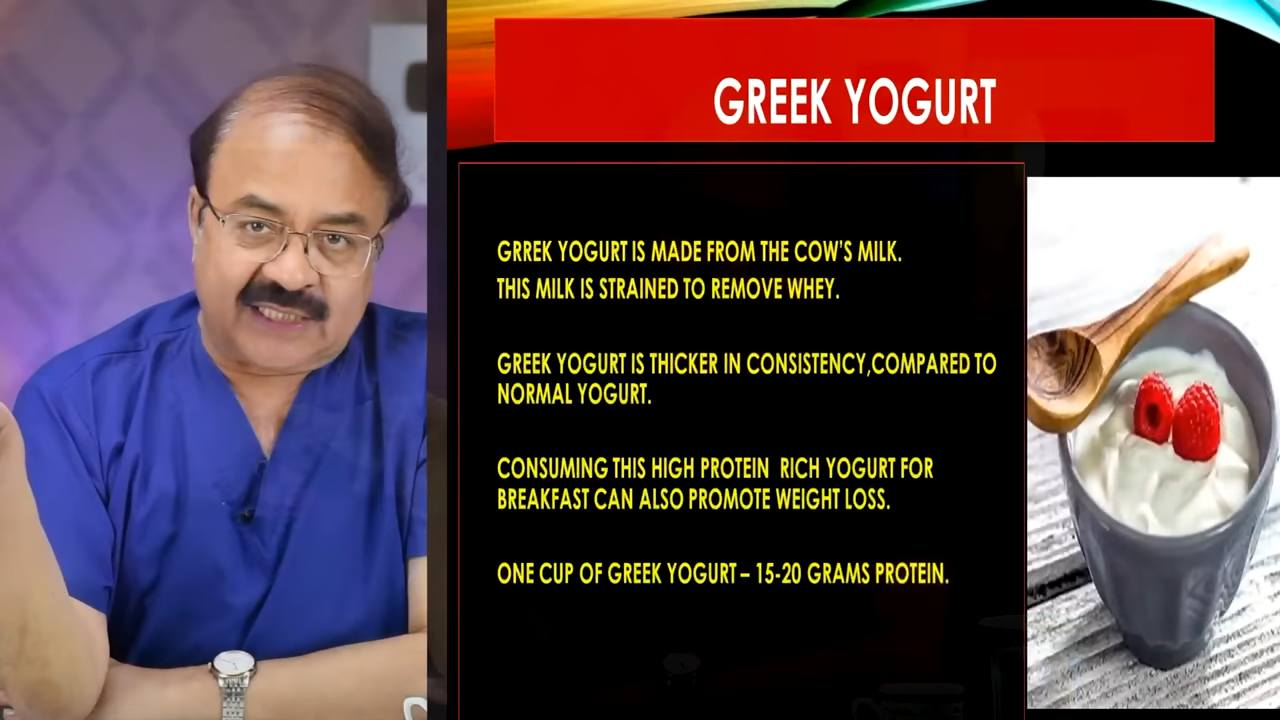 GREEK YOGURT
GRREK YOGURT IS MADE FROM THE COW'S MILK.
THIS MILK IS STRAINED TO REMOVE WHEY.
GREEK YOGURT IS THICKER IN CONSISTENCY,COMPARED TO
NORMAL YOGURT.
CONSUMING THIS HIGH PROTEIN  RICH YOGURT FOR
BREAKFAST CAN ALSO PROMOTE WEIGHT LOSS.
ONE CUP OF GREEK YOGURT – 15-20 GRAMS PROTEIN.